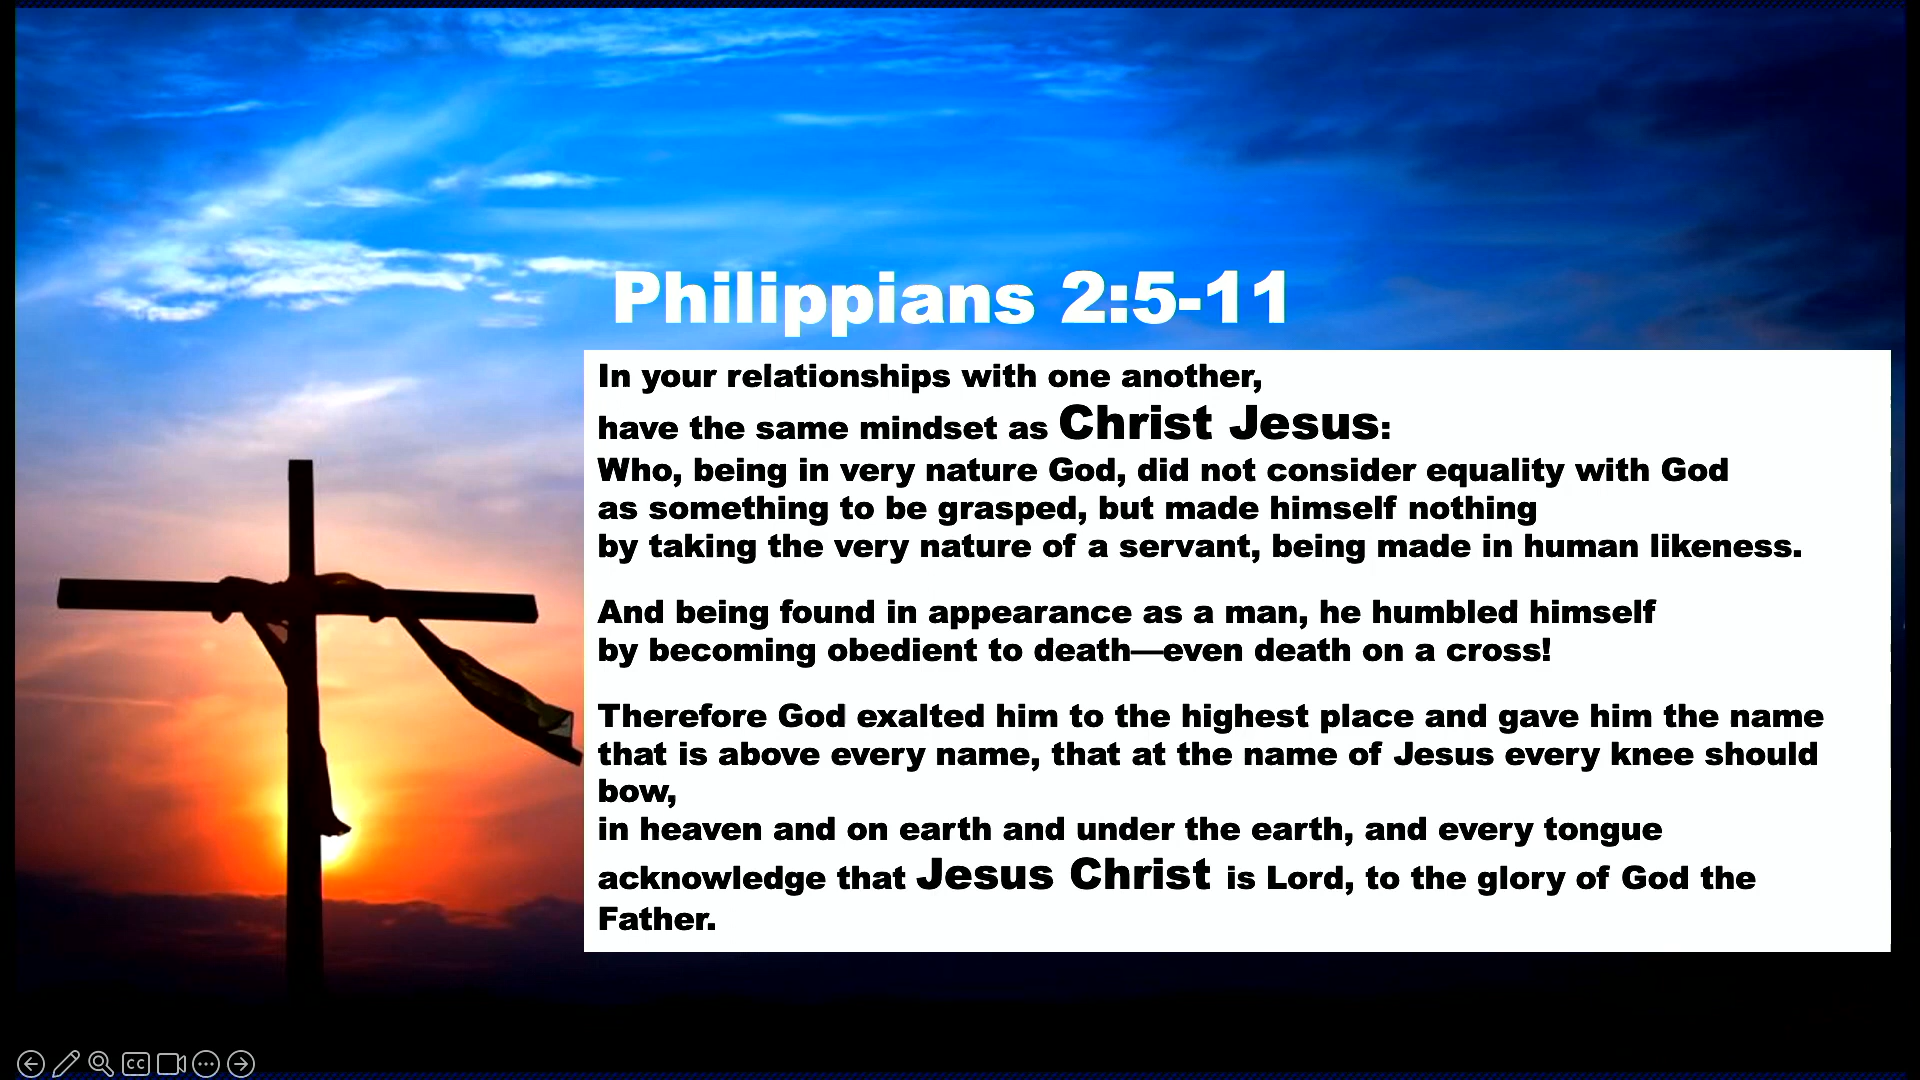 Philippians 2:5-11
In your relationships with one another,
have the same mindset as Christ Jesus:
Who, being in very nature God, did not consider equality with God
as something to be grasped, but made himself nothing
by taking the very nature of a servant, being made in human likeness.
And being found in appearance as a man, he humbled himself
by becoming obedient to death—even death on a cross!
Therefore God exalted him to the highest place and gave him the name
that is above every name, that at the name of Jesus every knee should
bow,
in heaven and on earth and under the earth, and every tongue
acknowledge that Jesus Christ is Lord, to the glory of God the
Father.
CC